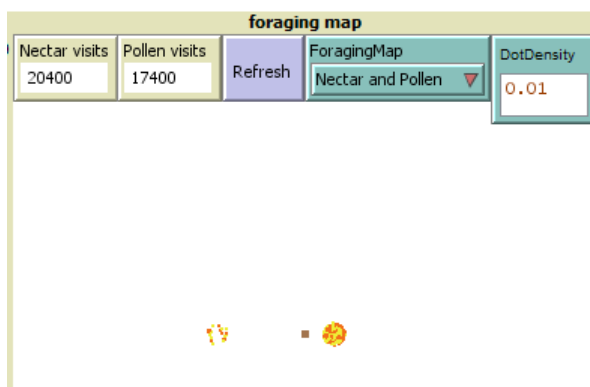 foraging map
Nectar visits
20400
Pollen visits
17400
Refresh
ForagingMap
Nectar and Pollen
DotDensity
0.01